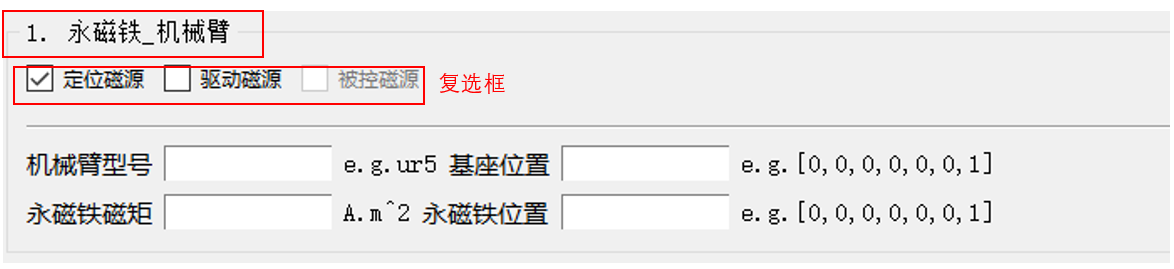 1. 永磁铁_机械臂
定位磁源 驱动磁源 被控磁源 复选框
机械臂型号 e.g.ur5 基座位置 e.g.[0,0,0,0,0,0,1]
永磁铁磁矩 A.m^2 永磁铁位置 e.g.[0,0,0,0,0,0,1]